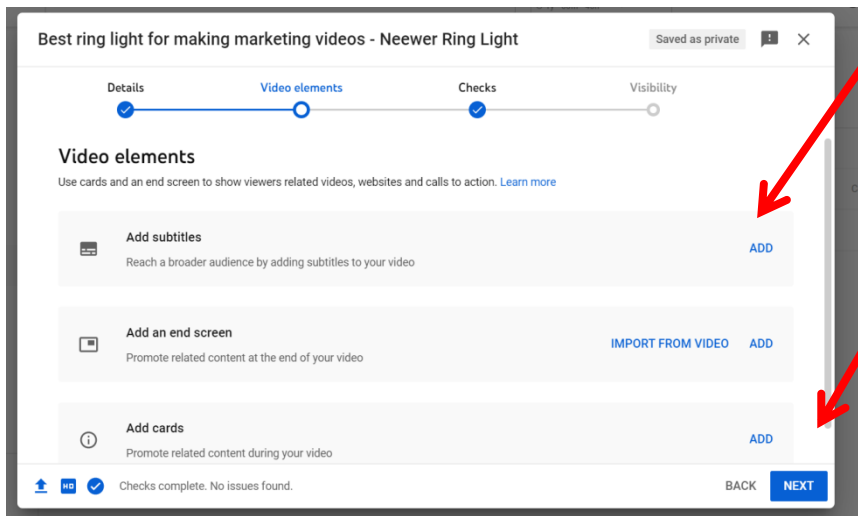 Best ring light for making marketing videos - Neewer Ring Light
Saved as private
Details
Video elements
Checks
Visibility
Video elements
Use cards and an end screen to show viewers related videos, websites and calls to action. Learn more
Add subtitles
Reach a broader audience by adding subtitles to your video
ADD
Add an end screen
Promote related content at the end of your video
IMPORT FROM VIDEO ADD
Add cards
Promote related content during your video
ADD
HD
Checks complete. No issues found.
BACK NEXT